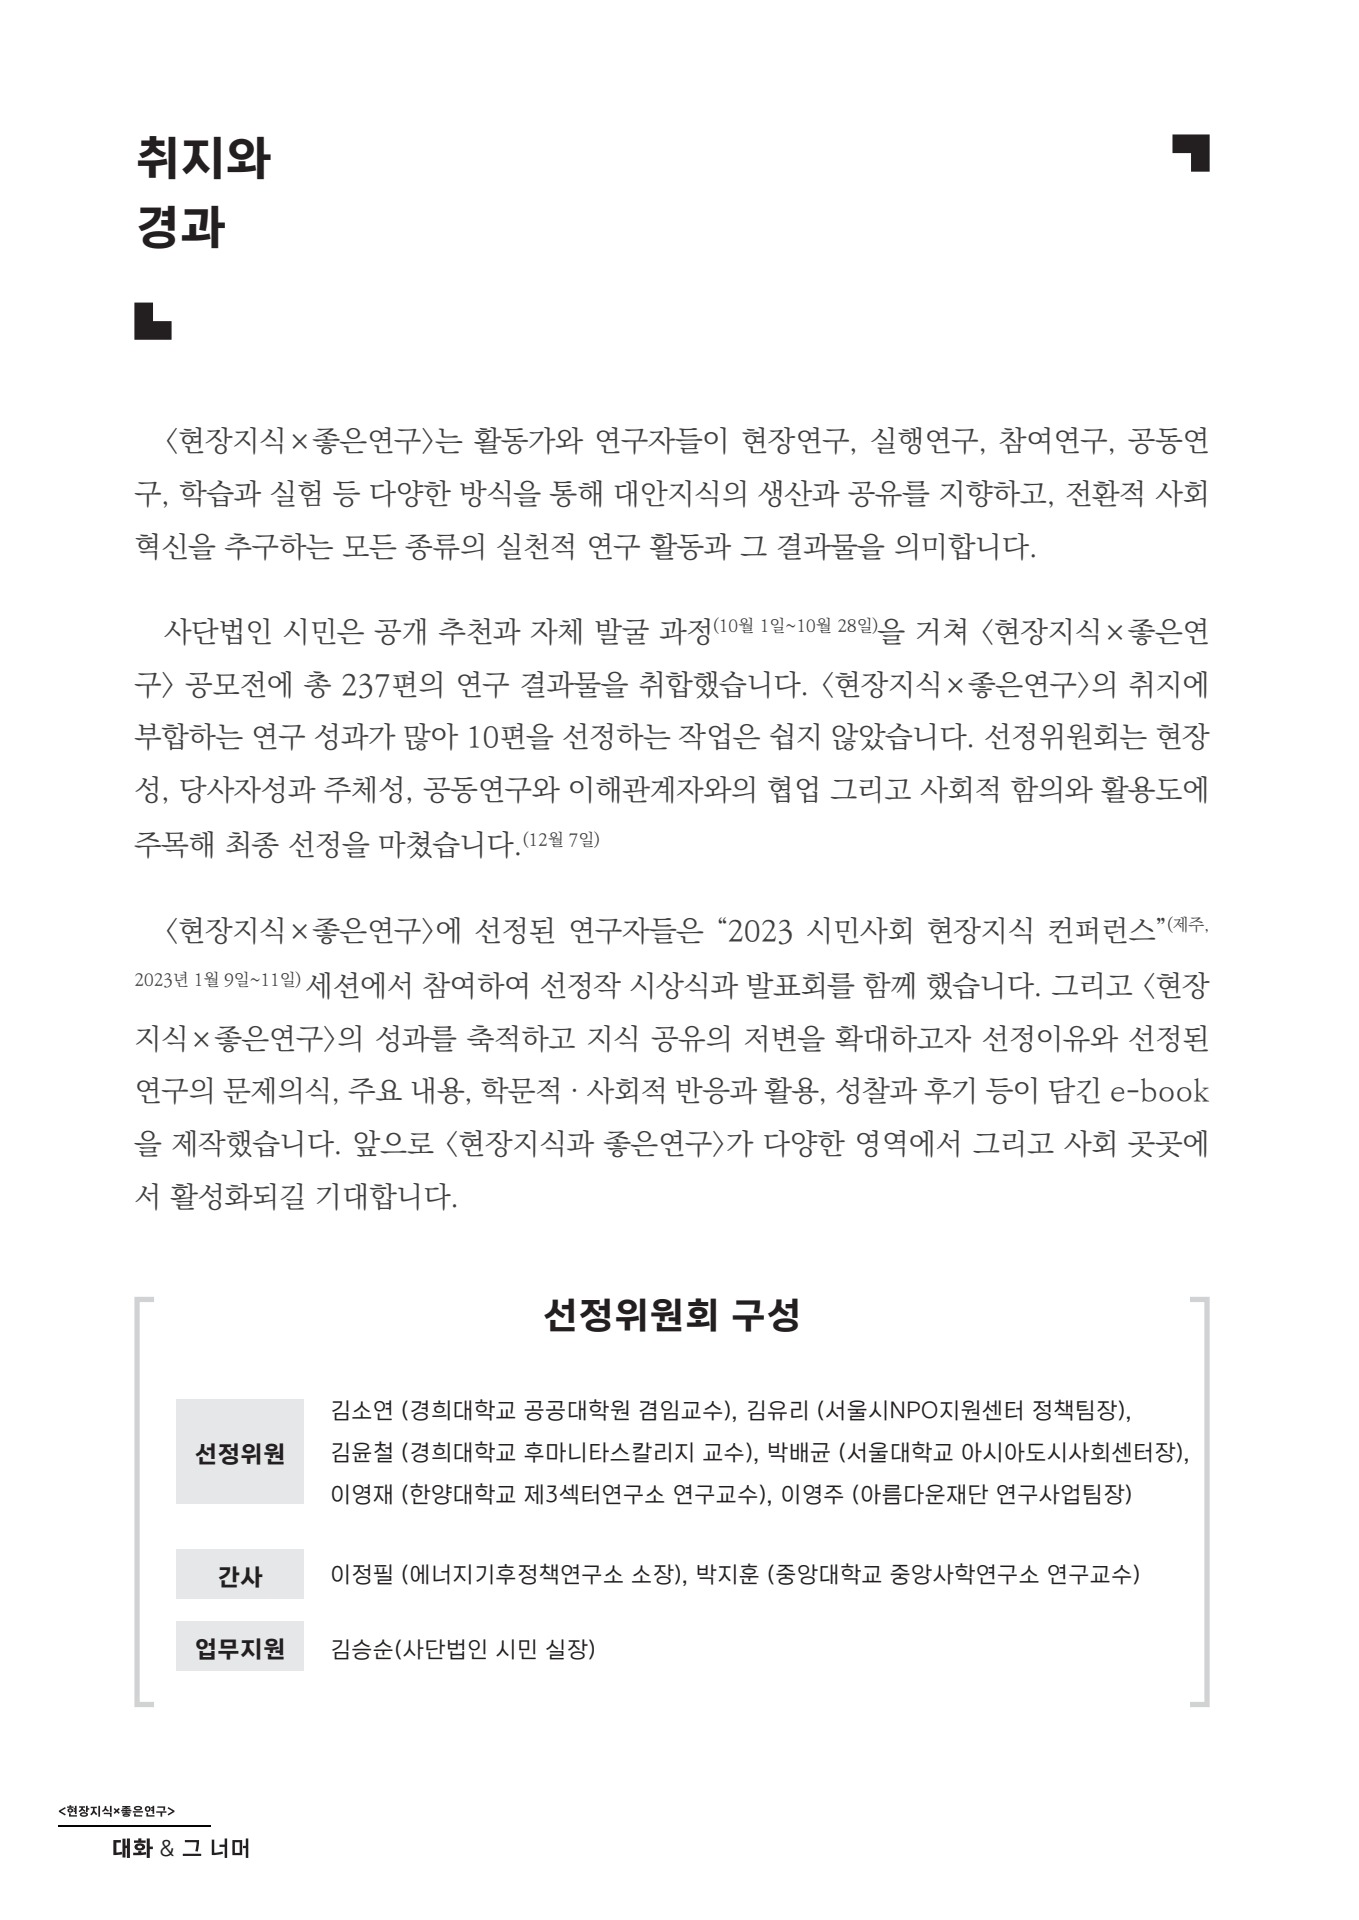 취지와
경과
〈현장지식×좋은연구〉는 활동가와 연구자들이 현장연구, 실행연구, 참여연구, 공동연
구, 학습과 실험 등 다양한 방식을 통해 대안지식의 생산과 공유를 지향하고, 전환적 사회
혁신을 추구하는 모든 종류의 실천적 연구 활동과 그 결과물을 의미합니다.
사단법인 시민은 공개 추천과 자체 발굴 과정(10월 1일~10월 28일)을 거쳐 〈현장지식×좋은연
구〉 공모전에 총 237편의 연구 결과물을 취합했습니다. 〈현장지식×좋은연구〉의 취지에
부합하는 연구 성과가 많아 10편을 선정하는 작업은 쉽지 않았습니다. 선정위원회는 현장
성, 당사자성과 주체성, 공동연구와 이해관계자와의 협업 그리고 사회적 함의와 활용도에
주목해 최종 선정을 마쳤습니다.(12월 7일)
〈현장지식×좋은연구〉에 선정된 연구자들은 “2023 시민사회 현장지식 컨퍼런스”(제주,
2023년 1월 9일~11일) 세션에서 참여하여 선정작 시상식과 발표회를 함께 했습니다. 그리고 〈현장
지식×좋은연구〉의 성과를 축적하고 지식 공유의 저변을 확대하고자 선정이유와 선정된
연구의 문제의식, 주요 내용, 학문적 · 사회적 반응과 활용, 성찰과 후기 등이 담긴 e-book
을 제작했습니다. 앞으로 〈현장지식과 좋은연구〉가 다양한 영역에서 그리고 사회 곳곳에
서 활성화되길 기대합니다.
선정위원회 구성
선정위원
김소연 (경희대학교 공공대학원 겸임교수), 김유리 (서울시NPO지원센터 정책팀장),
김윤철 (경희대학교 후마니타스칼리지 교수), 박배균 (서울대학교 아시아도시사회센터장),
이영재 (한양대학교 제3섹터연구소 연구교수), 이영주 (아름다운재단 연구사업팀장)
간사
이정필 (에너지기후정책연구소 소장), 박지훈 (중앙대학교 중앙사학연구소 연구교수)
업무지원
김승순(사단법인 시민 실장)
<현장지식×좋은연구>
대화 & 그 너머